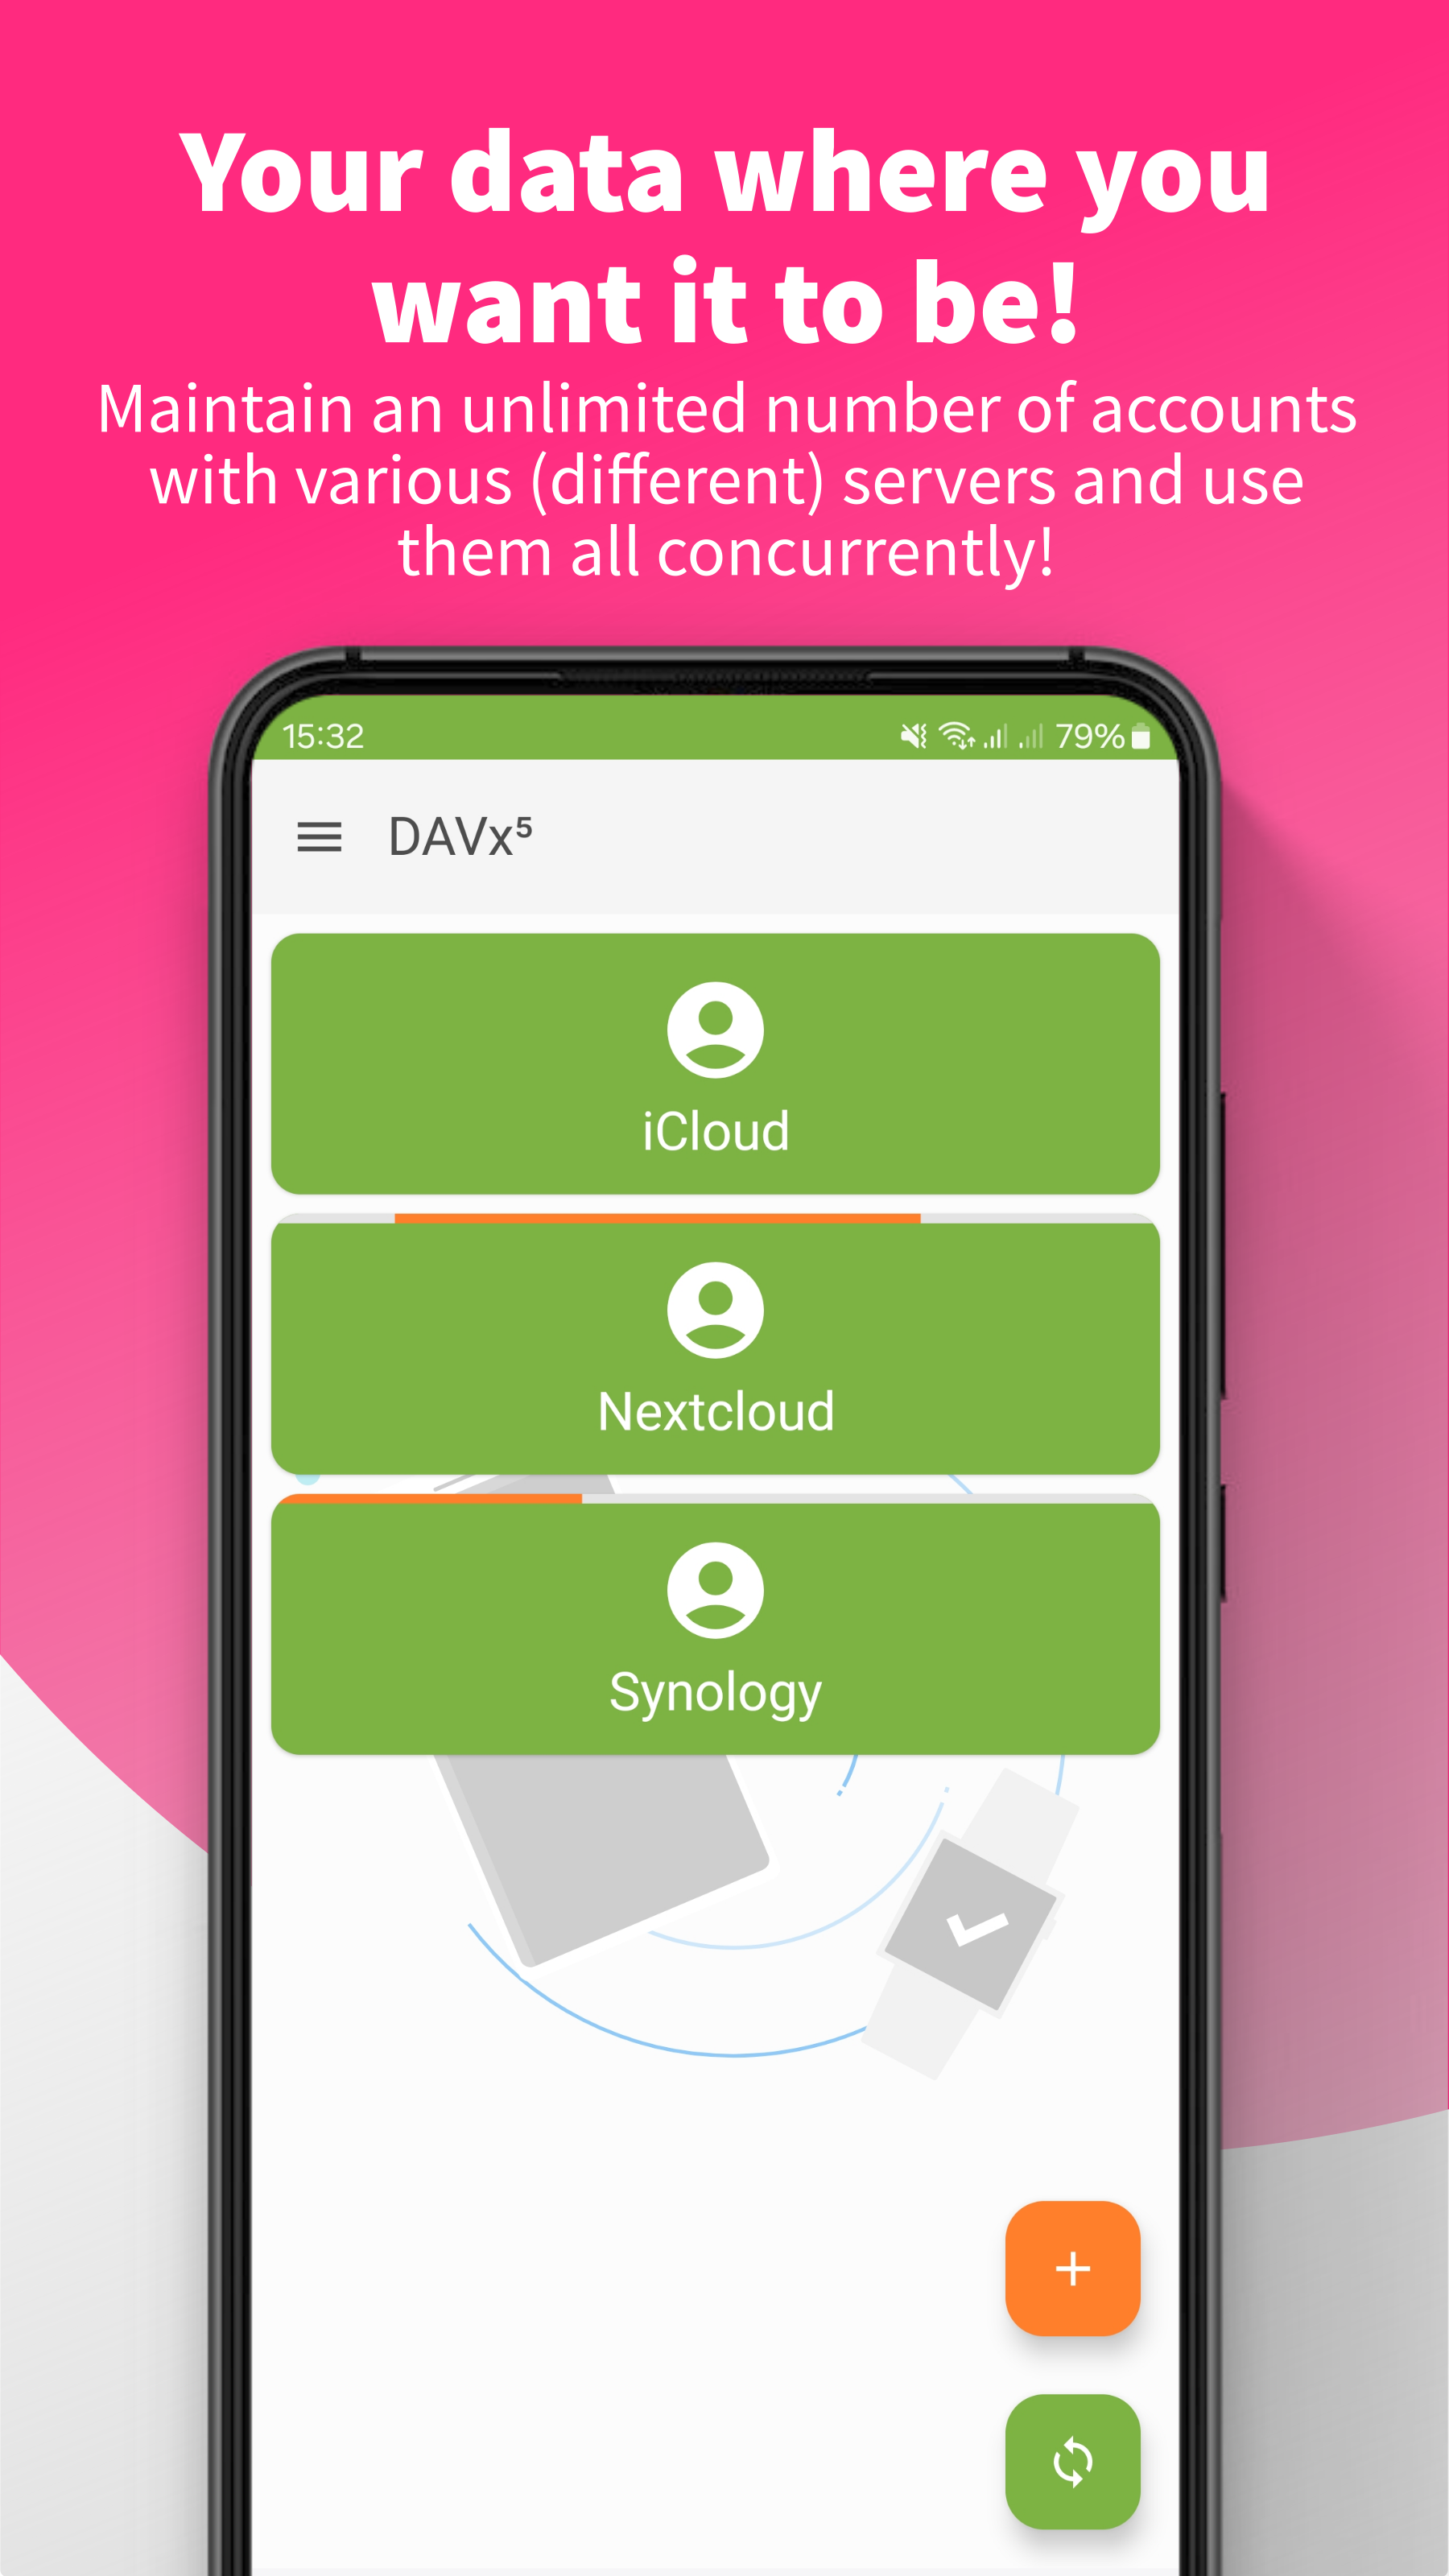 Your data where you
want it to be!
Maintain an unlimited number of accounts
with various (different) servers and use
them all concurrently!
15:32 79%
DAVx⁵
iCloud
Nextcloud
Synology